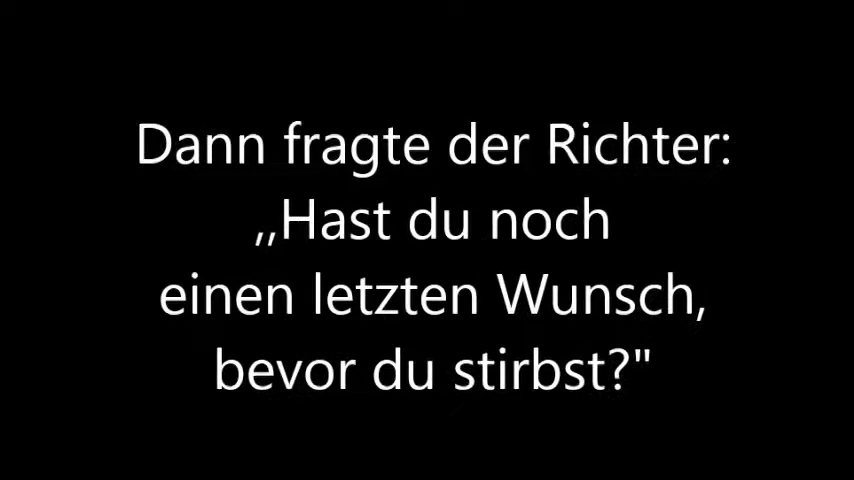 Dann fragte der Richter:
,,Hast du noch
einen letzten Wunsch,
bevor du stirbst?"